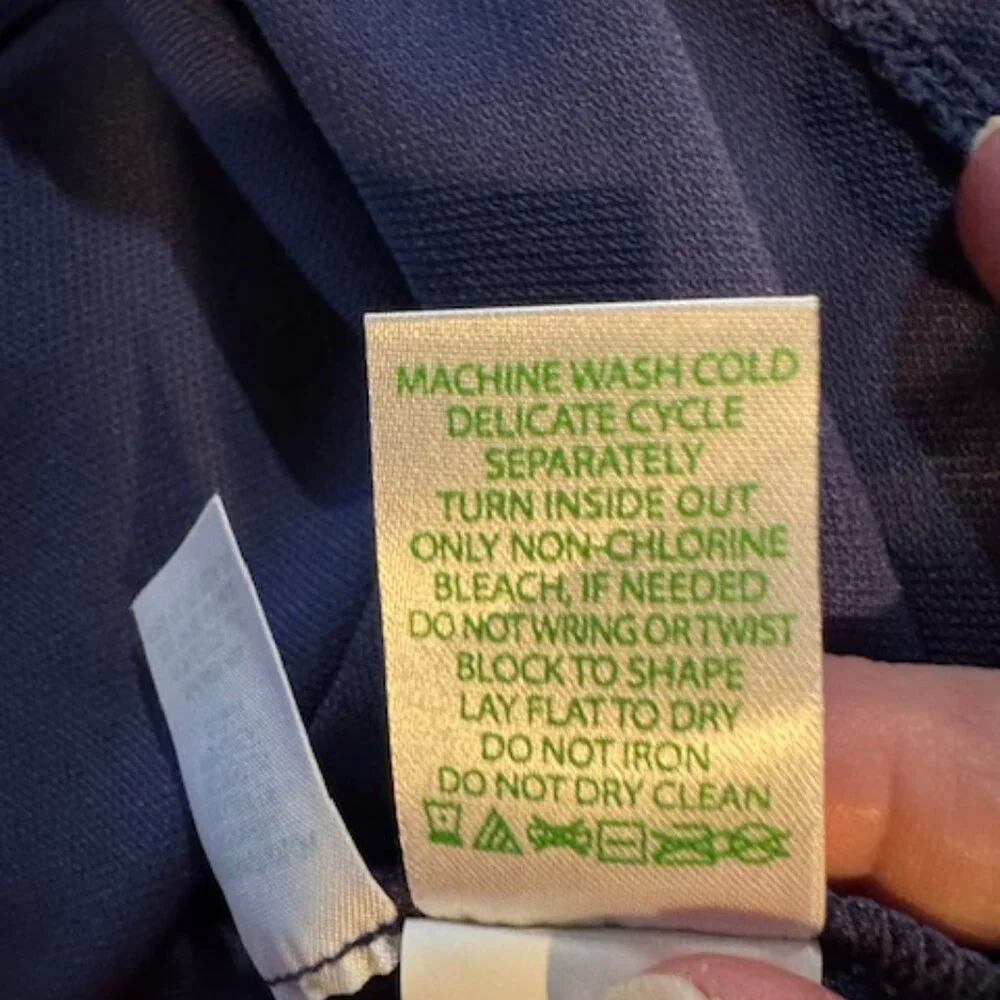 MACHINE WASH COLD
DELICATE CYCLE
SEPARATELY
TURN INSIDE OUT
ONLY NON-CHLORINE
BLEACH, IF NEEDED
DO NOT WRING OR TWIST
BLOCK TO SHAPE
LAY FLAT TO DRY
DO NOT IRON
DO NOT DRY CLEAN